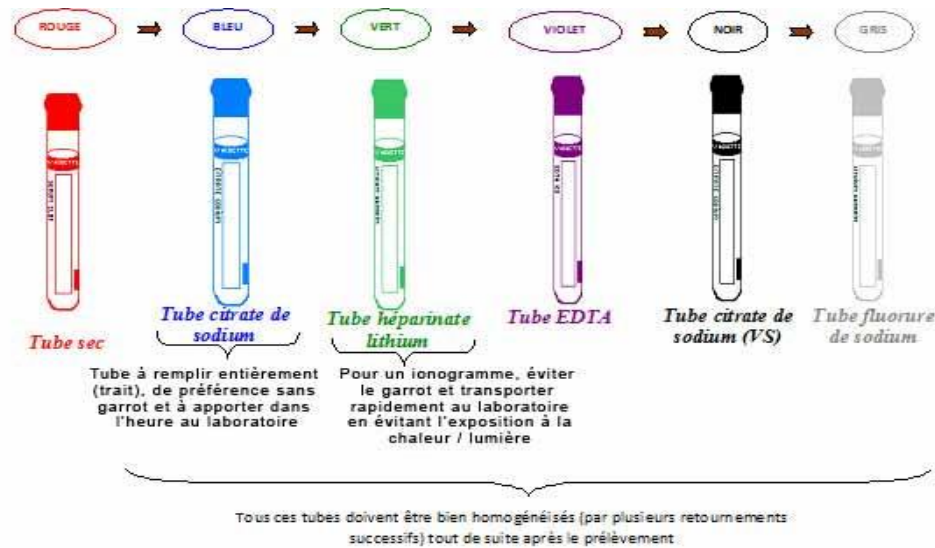 ROUGE
BLEU
VERT
VIOLET
NOIR
GRIS
Tube sec
Tube citrate de
sodium
Tube héparinate
lithium
Tube EDTA
Tube citrate de
sodium (VS)
Tube fluorure
de sodium
Tube à remplir entièrement
(trait), de préférence sans
garrot et à apporter dans
l'heure au laboratoire
Pour un ionogramme, éviter
le garrot et transporter
rapidement au laboratoire
en évitant l'exposition à la
chaleur / lumière
Tous ces tubes doivent être bien homogénéisés (par plusieurs retournements
successifs) tout de suite après le prélèvement